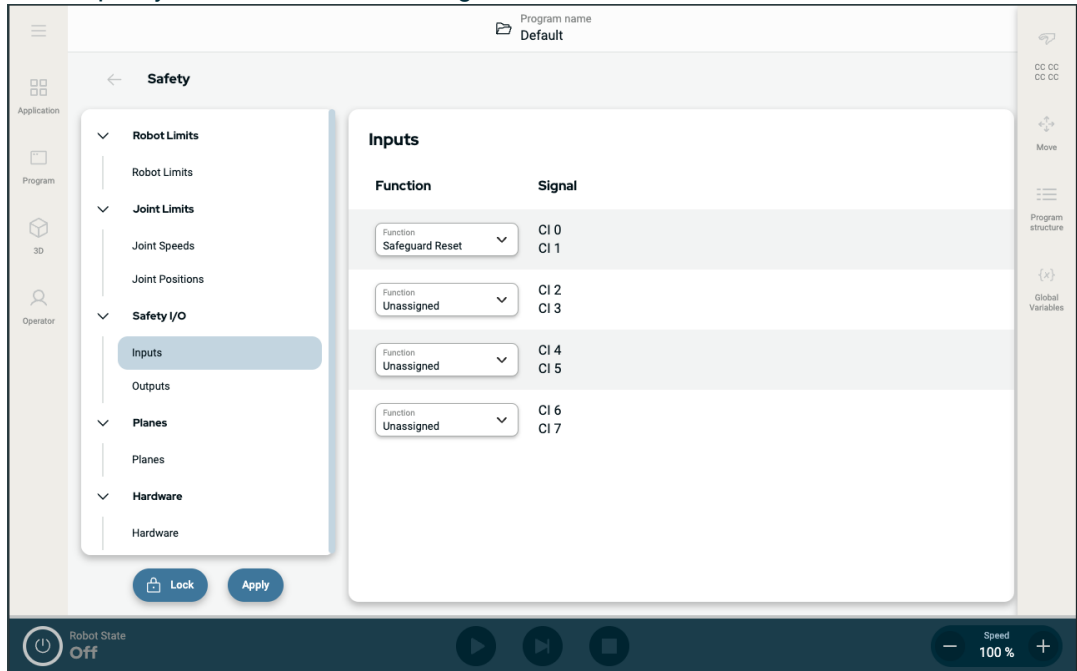 Program name
Default
CC CC
CC CC
Application
Program
3D
Operator
Move
Program
structure
{x}
Global
Variables
Safety
Robot Limits
Robot Limits
Joint Limits
Joint Speeds
Joint Positions
Safety I/O
Inputs
Outputs
Planes
Planes
Hardware
Hardware
Lock
Apply
Inputs
Function Signal
Function
Safeguard Reset
CI 0
CI 1
Function
Unassigned
CI 2
CI 3
Function
Unassigned
CI 4
CI 5
Function
Unassigned
CI 6
CI 7
Robot State
Off
Speed
100 %